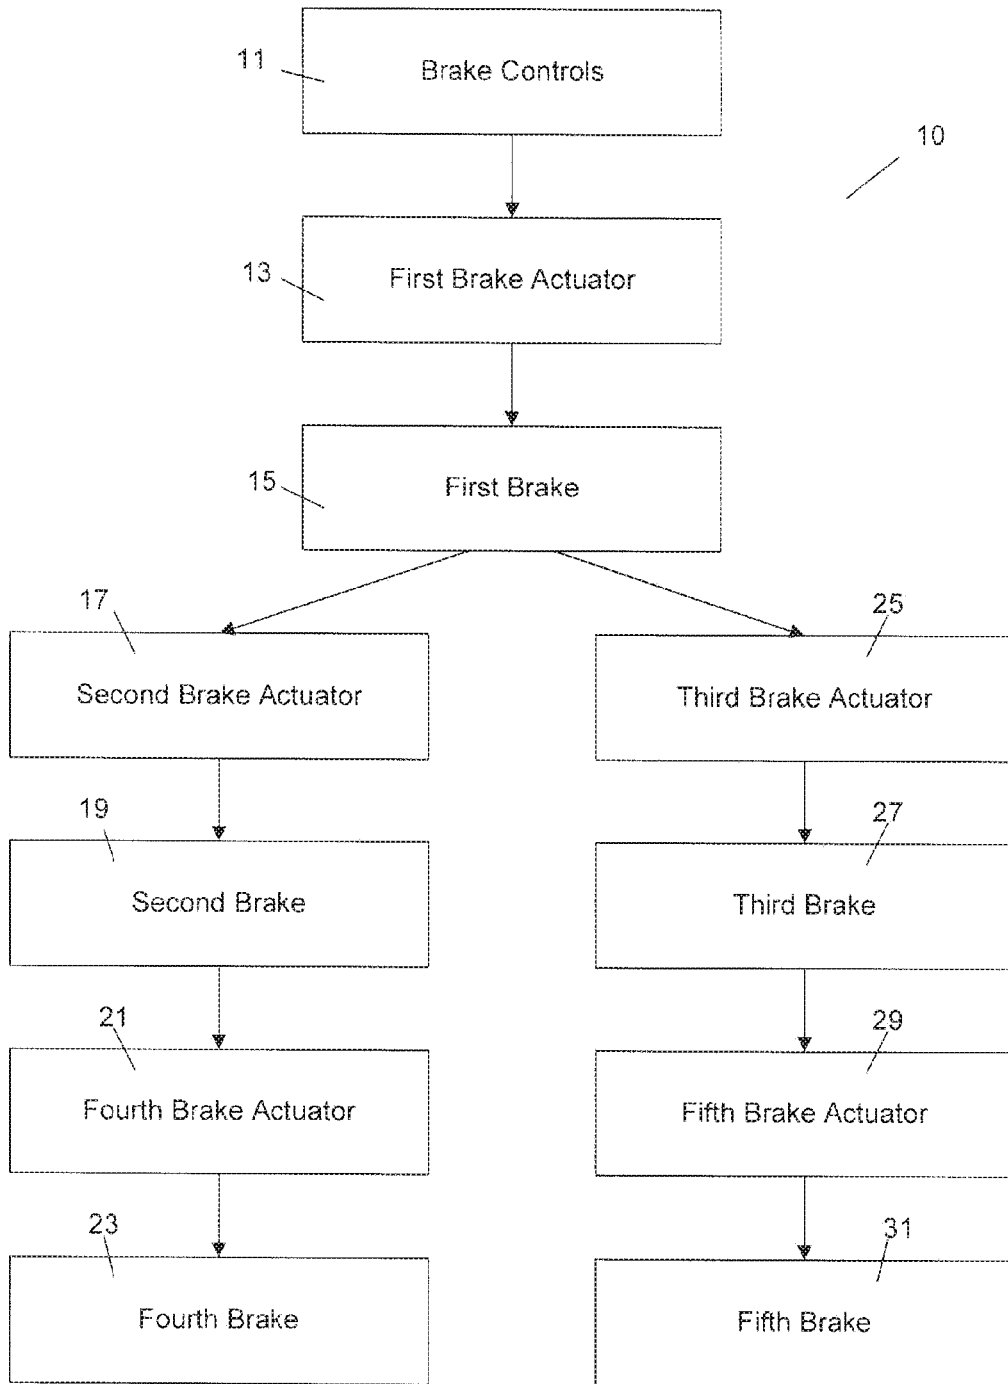 11
Brake Controls
10
13
First Brake Actuator
15
First Brake
17
25
Second Brake Actuator
Third Brake Actuator
19
27
Second Brake
Third Brake
21
29
Fourth Brake Actuator
Fifth Brake Actuator
23
31
Fourth Brake
Fifth Brake